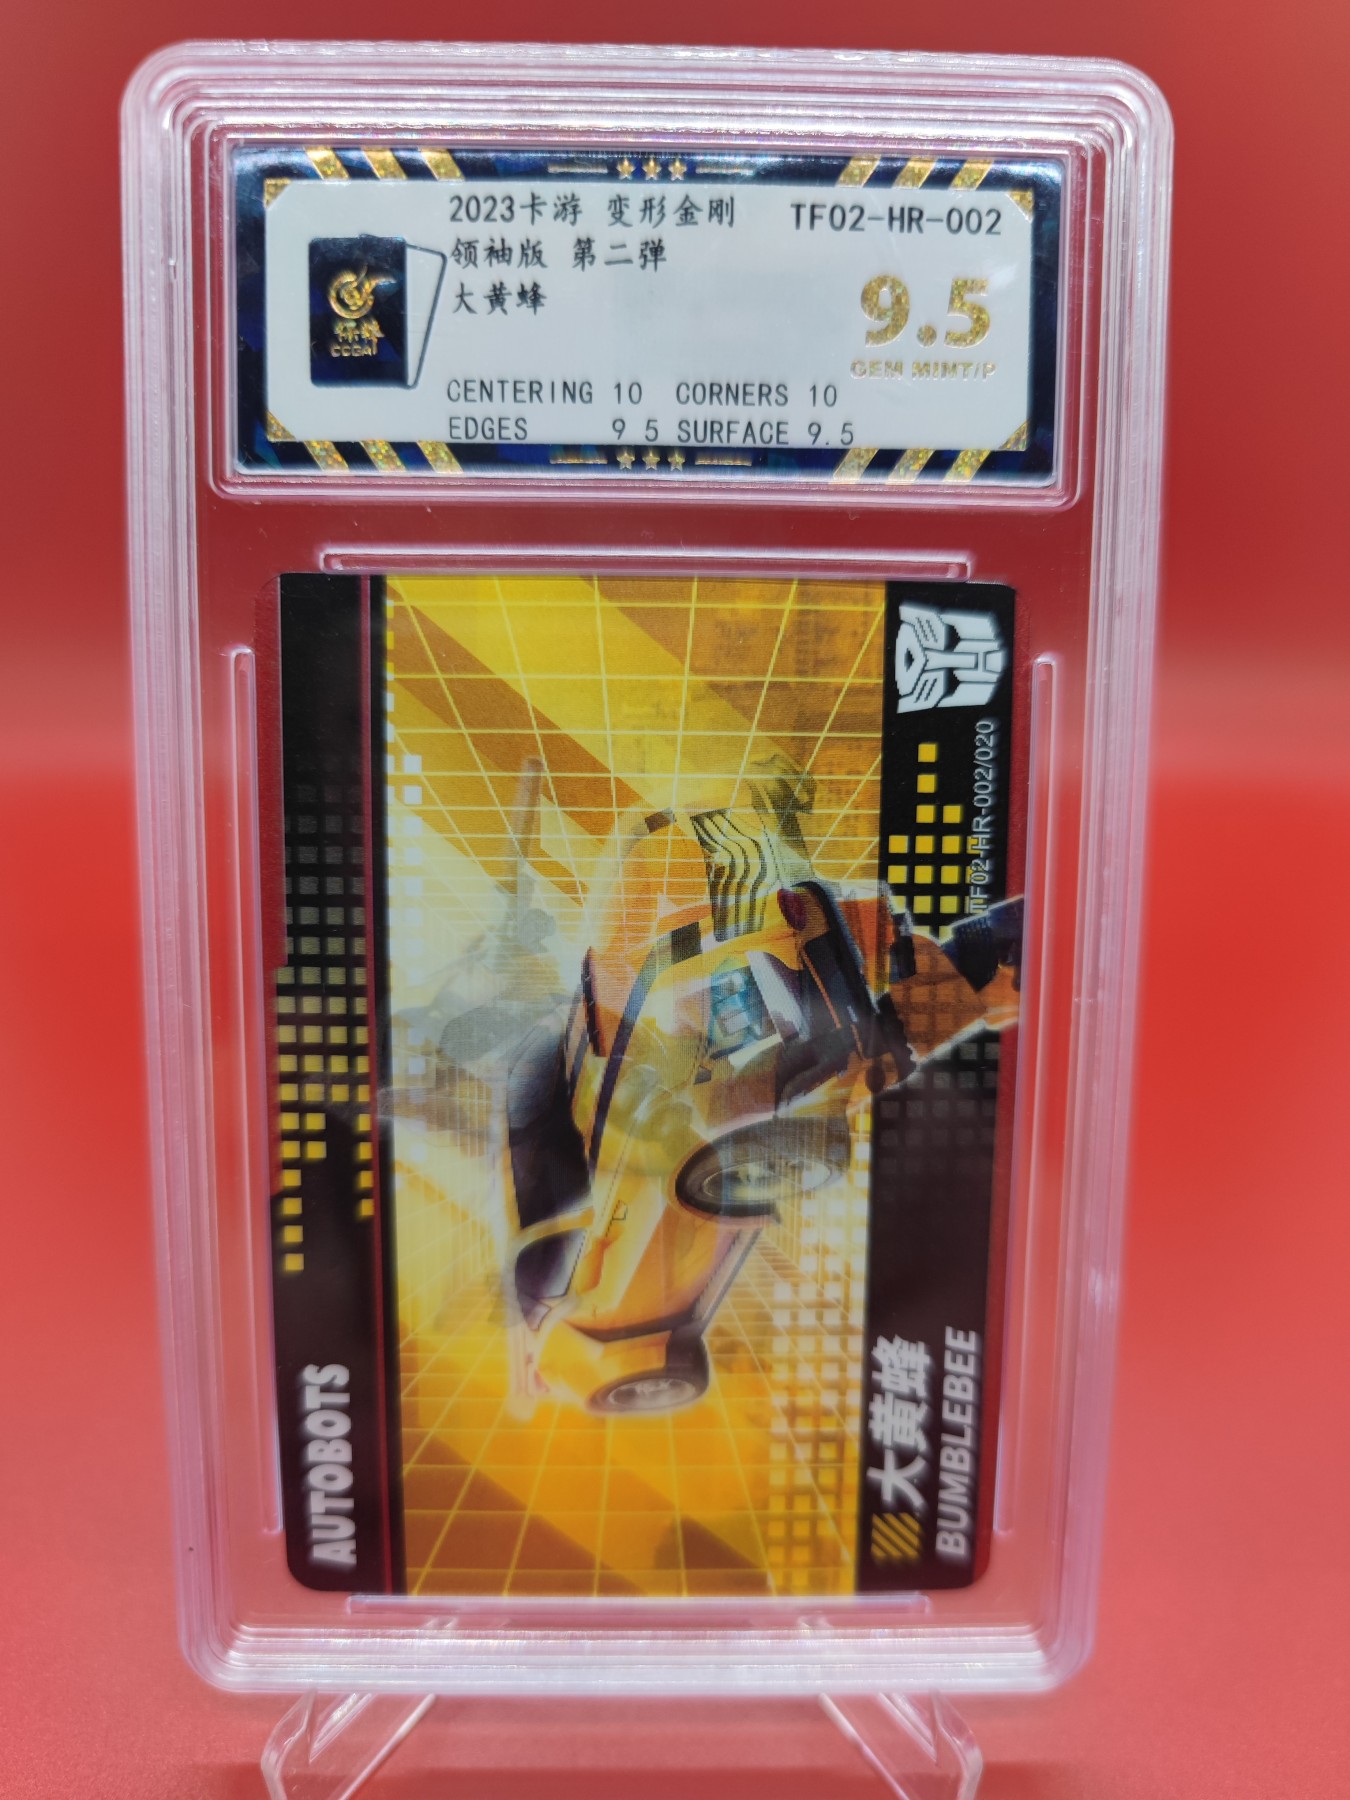 2023卡游 变形金刚 TF02-HR-002
领袖版 第二弹
大黄蜂
9.5
GEM MINT/P
CCGA
CENTERING 10 CORNERS 10
EDGES 9 5 SURFACE 9.5
TF02-HR-002/020
AUTOBOTS
大黄蜂
BUMBLEBEE